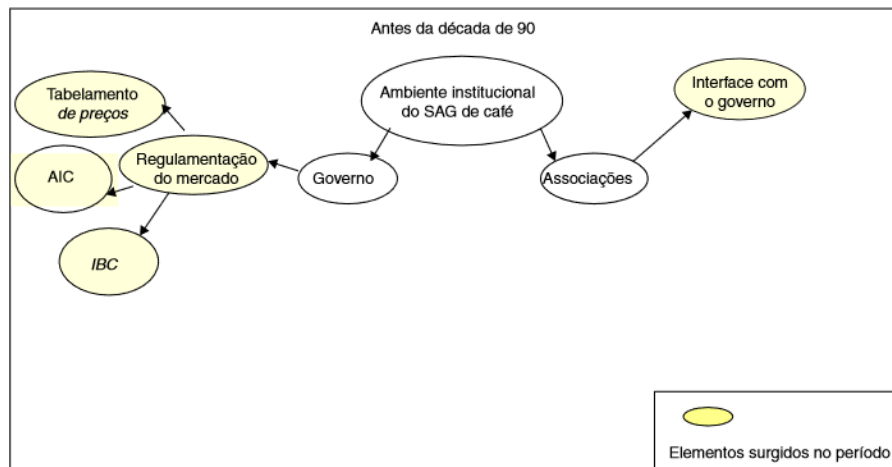 Antes da década de 90
Tabelamento
de preços
Ambiente institucional
do SAG de café
Interface com
o governo
AIC
Regulamentação
do mercado
Governo
Associações
IBC
Elementos surgidos no período